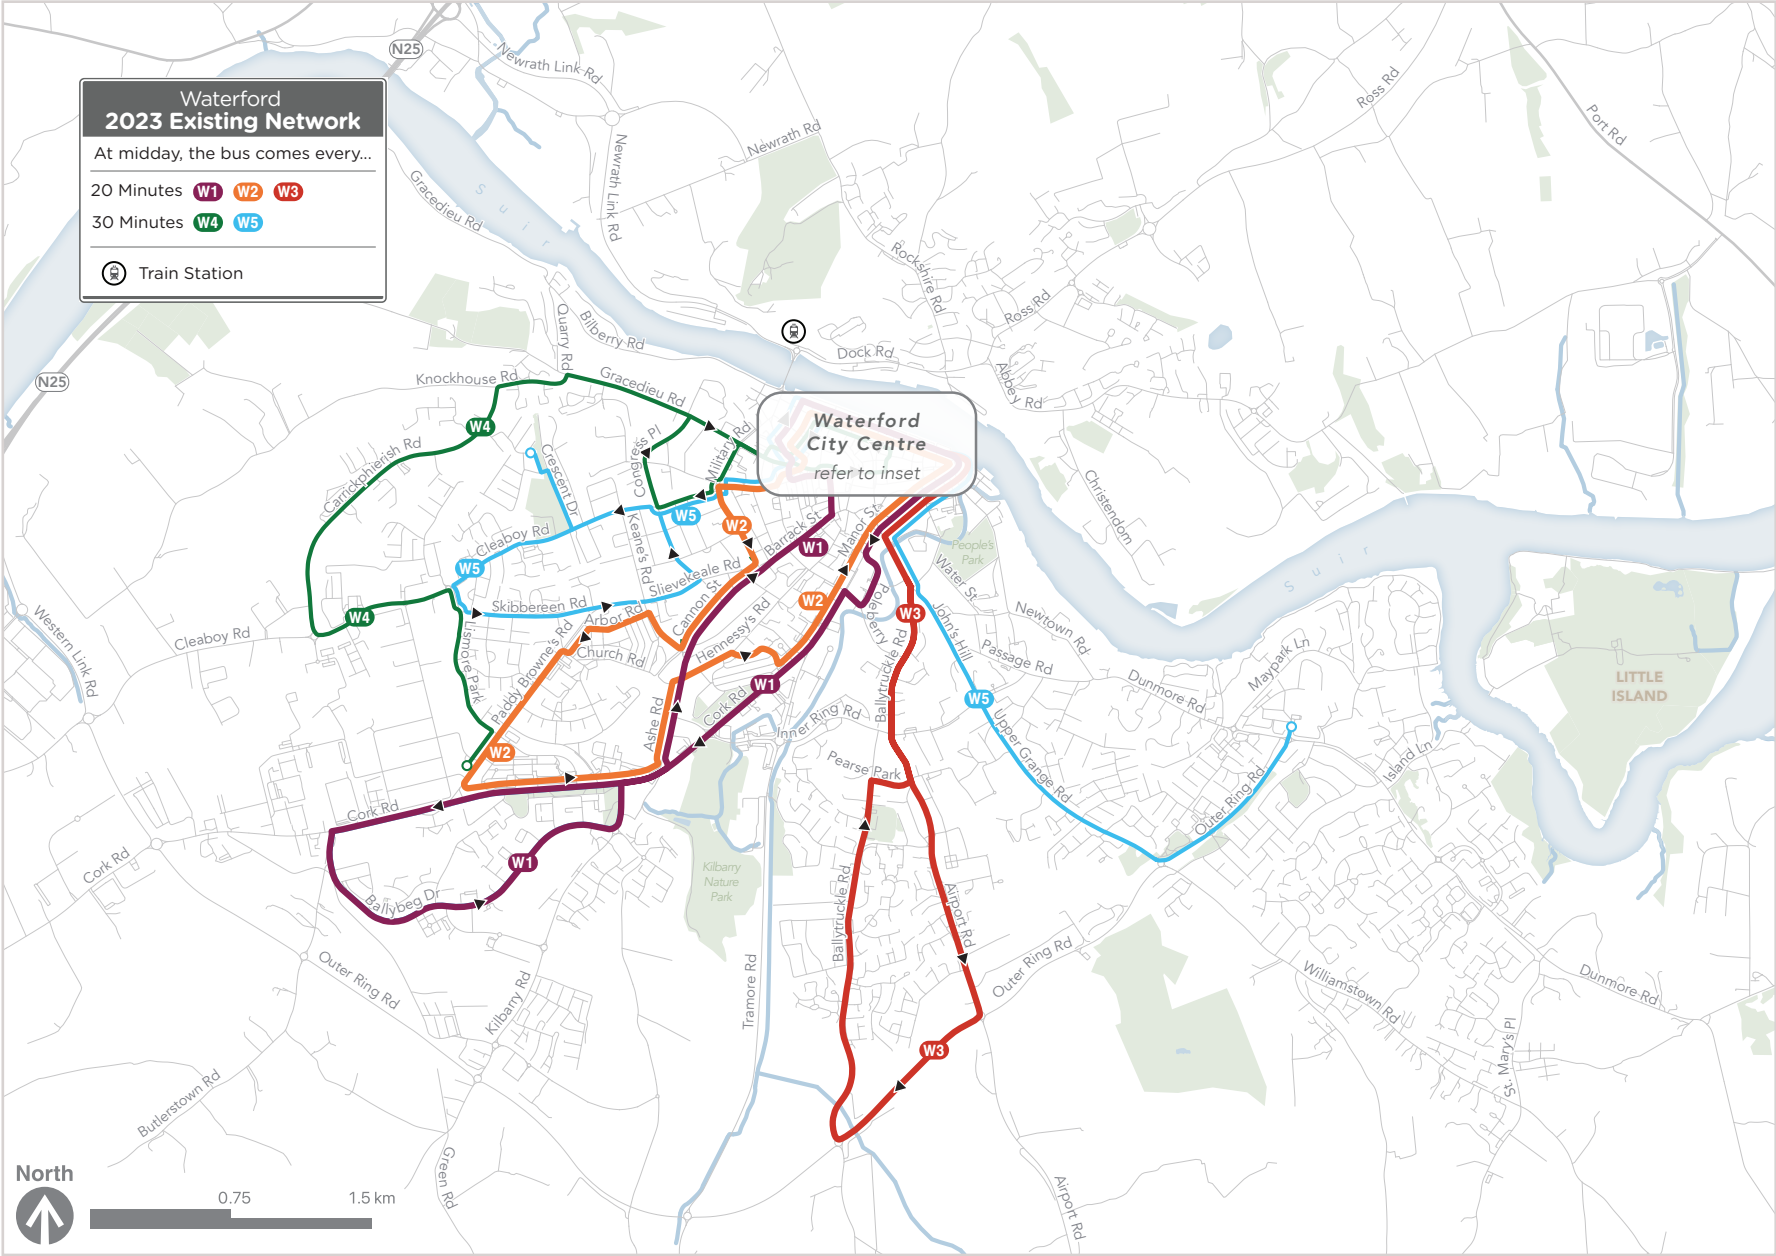 N25
Newrath Link Rd
Ross Rd
Port Rd
Waterford
2023 Existing Network
At midday, the bus comes every...
20 Minutes W1 W2 W3
30 Minutes W4 W5
Train Station
Newrath Rd
Newrath Link Rd
Gracedieu Rd
Suir
Rockshire Rd
Ross Rd
Quarry Rd
Bilberry Rd
Dock Rd
Abbey Rd
N25
Knockhouse Rd
Gracedieu Rd
Waterford
City Centre
refer to inset
W4
Carrickphierish Rd
Crescent Dr
Congress Pl
Military Rd
Christendom
W5
W2
Cleaboy Rd
Keane's Rd
Barrack St
Manor St
W1
People's
Park
Water St
Suir
W5
Slievekeale Rd
Skibbereen Rd
Arbor Rd
Cannon St
W2
Poleberry
W3
John's Hill
Newtown Rd
W4
Cleaboy Rd
Western Link Rd
Lismore Park
Paddy Browne's Rd
Church Rd
Hennessy's Rd
Ballytruckle Rd
Passage Rd
Maypark Ln
Dunmore Rd
LITTLE
ISLAND
W1
W5
Cork Rd
Ashe Rd
Inner Ring Rd
Upper Grange Rd
W2
Pearse Park
Island Ln
Outer Ring Rd
Cork Rd
Cork Rd
W1
Kilbarry
Nature
Park
Ballybeg Dr
Ballytruckle Rd
Airport Rd
Outer Ring Rd
Outer Ring Rd
Kilbarry Rd
Tramore Rd
Williamstown Rd
Dunmore Rd
St. Mary's Pl
W3
Butlerstown Rd
Green Rd
Airport Rd
North
0.75
1.5 km